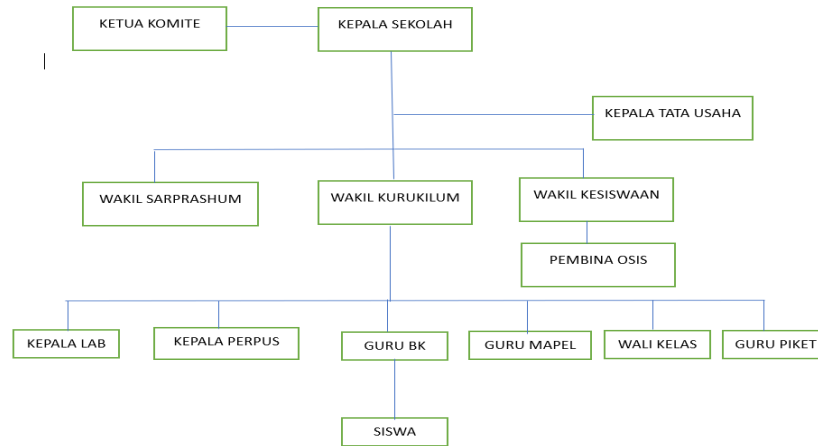 KETUA KOMITE
KEPALA SEKOLAH
KEPALA TATA USAHA
WAKIL SARPRASHUM
WAKIL KURUKILUM
WAKIL KESISWAAN
PEMBINA OSIS
KEPALA LAB
KEPALA PERPUS
GURU BK
GURU MAPEL
WALI KELAS
GURU PIKET
SISWA